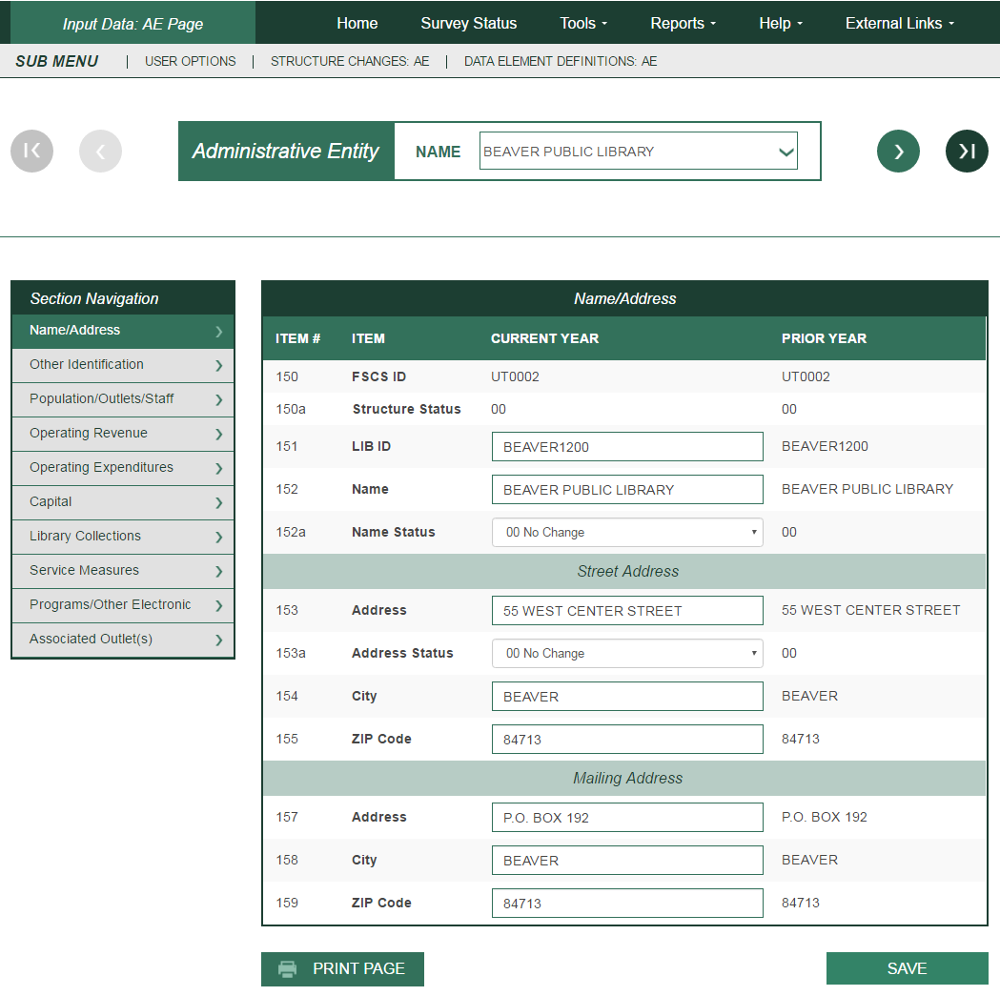 Input Data: AE Page Home Survey Status Tools Reports Help External Links
SUB MENU | USER OPTIONS | STRUCTURE CHANGES: AE | DATA ELEMENT DEFINITIONS: AE
Administrative Entity NAME BEAVER PUBLIC LIBRARY
Section Navigation
Name/Address
Other Identification
Population/Outlets/Staff
Operating Revenue
Operating Expenditures
Capital
Library Collections
Service Measures
Programs/Other Electronic
Associated Outlet(s)
Name/Address
ITEM # ITEM CURRENT YEAR PRIOR YEAR
150 FSCS ID UT0002 UT0002
150a Structure Status 00 00
151 LIB ID BEAVER1200 BEAVER1200
152 Name BEAVER PUBLIC LIBRARY BEAVER PUBLIC LIBRARY
152a Name Status 00 No Change 00
Street Address
153 Address 55 WEST CENTER STREET 55 WEST CENTER STREET
153a Address Status 00 No Change 00
154 City BEAVER BEAVER
155 ZIP Code 84713 84713
Mailing Address
157 Address P.O. BOX 192 P.O. BOX 192
158 City BEAVER BEAVER
159 ZIP Code 84713 84713
PRINT PAGE SAVE